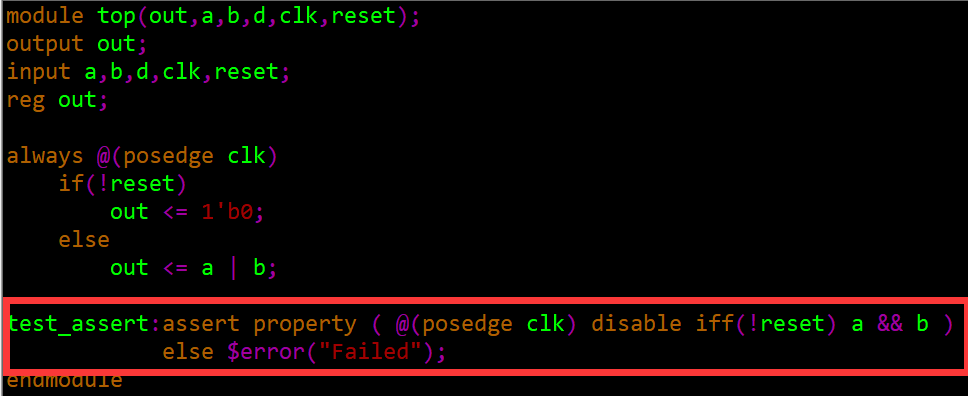 module top(out,a,b,d,clk,reset);
output out;
input a,b,d,clk,reset;
reg out;
always @(posedge clk)
if(!reset)
out <= 1'b0;
else
out <= a | b;
test_assert:assert property ( @(posedge clk) disable iff(!reset) a && b )
else $error("Failed");
endmodule